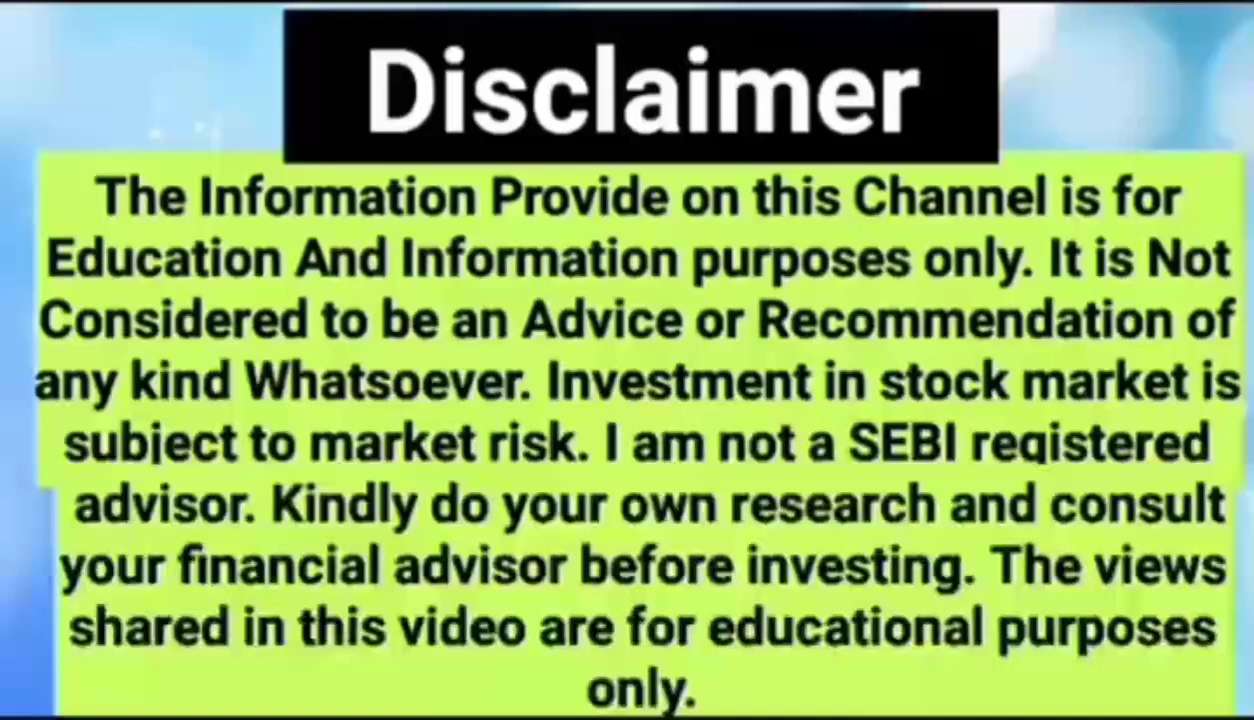 Disclaimer
The Information Provide on this Channel is for
Education And Information purposes only. It is Not
Considered to be an Advice or Recommendation of
any kind Whatsoever. Investment in stock market is
subject to market risk. I am not a SEBI registered
advisor. Kindly do your own research and consult
your financial advisor before investing. The views
shared in this video are for educational purposes
only.